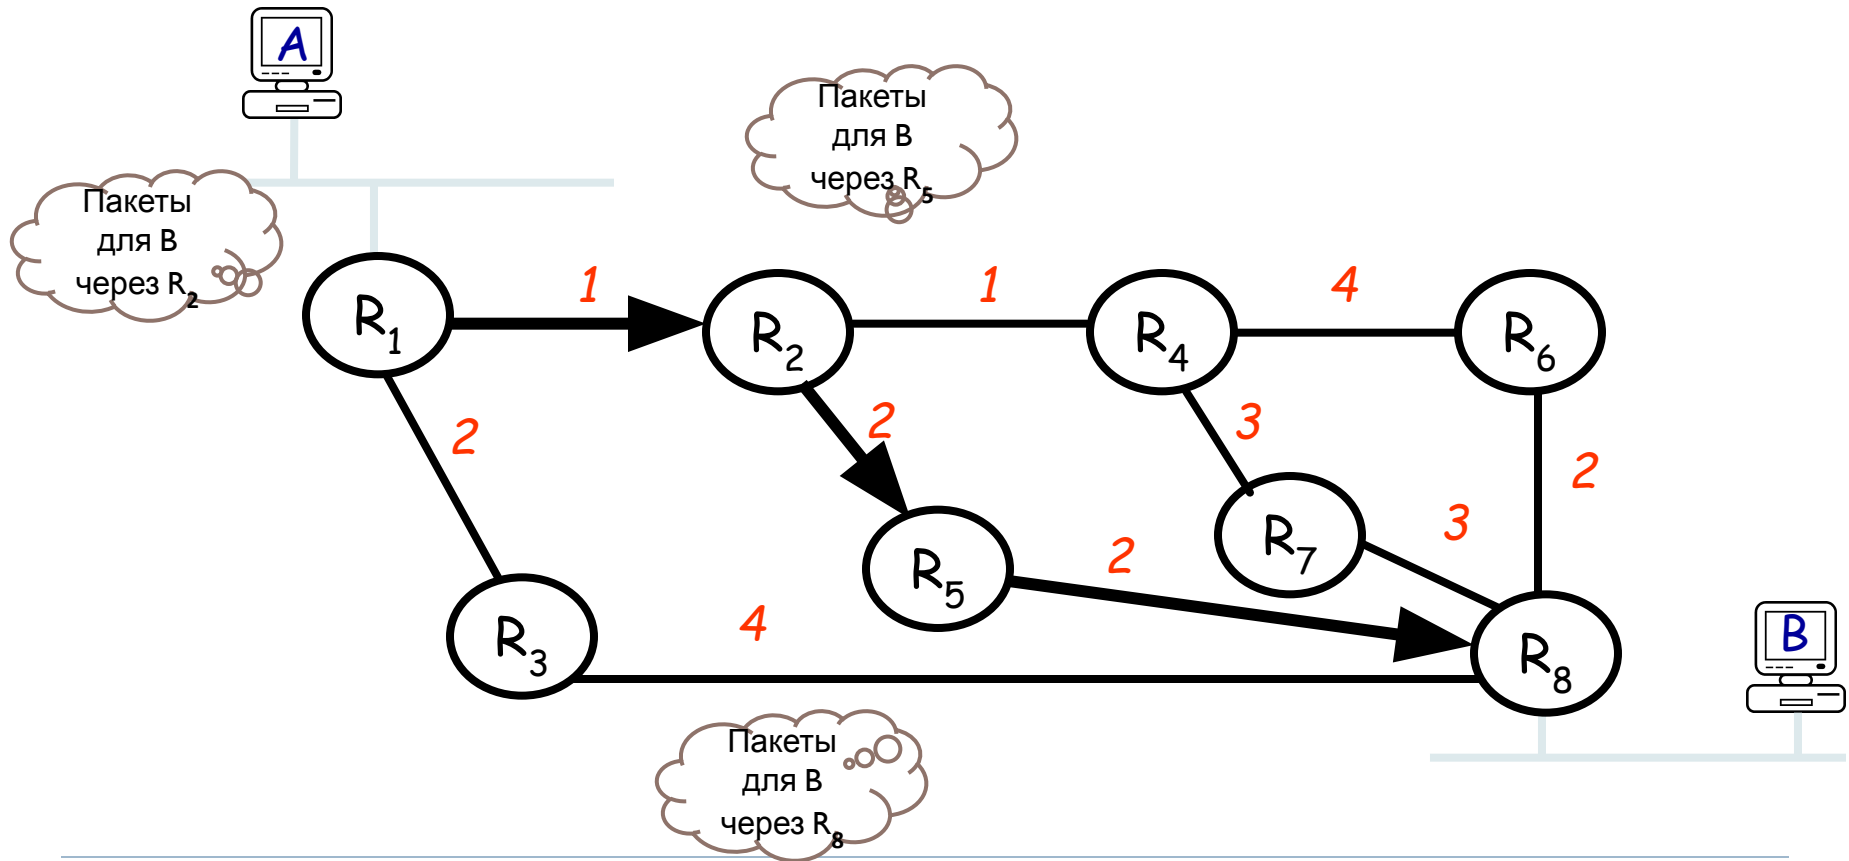 A
Пакеты
для B
через R5
Пакеты
для B
через R2
1
1
4
R1
R2
R4
R6
2
2
3
2
3
R7
2
R5
4
R3
R8
B
Пакеты
для B
через R8